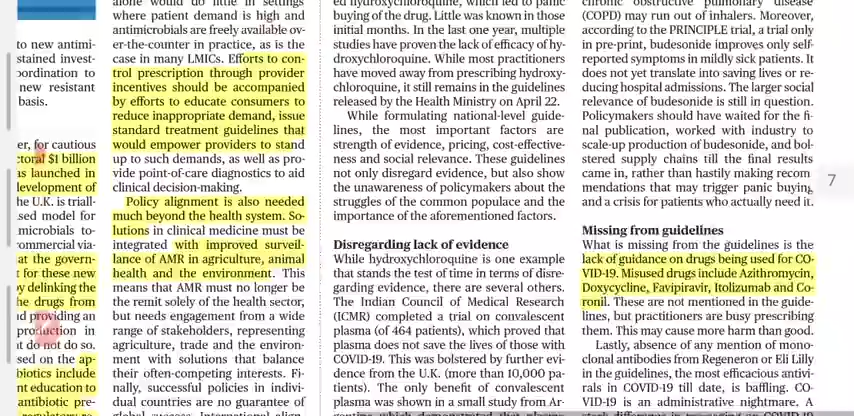 to new antimi-
stained invest-
oordination to
new resistant
basis.
er, for cautious
ctoral $1 billion
as launched in
development of
he U.K. is triall-
ased model for
microbials to-
ommercial via-
at the govern-
t for these new
by delinking the
he drugs from
nd providing an
production in
at do not do so.
sed on the ap-
biotics include
nt education to
antibiotic pre-
alone would do little in settings
where patient demand is high and
antimicrobials are freely available ov-
er-the-counter in practice, as is the
case in many LMICs. Efforts to con-
trol prescription through provider
incentives should be accompanied
by efforts to educate consumers to
reduce inappropriate demand, issue
standard treatment guidelines that
would empower providers to stand
up to such demands, as well as pro-
vide point-of-care diagnostics to aid
clinical decision-making.
Policy alignment is also needed
much beyond the health system. So-
lutions in clinical medicine must be
integrated with improved surveil-
lance of AMR in agriculture, animal
health and the environment. This
means that AMR must no longer be
the remit solely of the health sector,
but needs engagement from a wide
range of stakeholders, representing
agriculture, trade and the environ-
ment with solutions that balance
their often-competing interests. Fi-
nally, successful policies in indivi-
dual countries are no guarantee of
global success. International align-
ed hydroxychloroquine, which led to panic
buying of the drug. Little was known in those
initial months. In the last one year, multiple
studies have proven the lack of efficacy of hy-
droxychloroquine. While most practitioners
have moved away from prescribing hydroxy-
chloroquine, it still remains in the guidelines
released by the Health Ministry on April 22.
While formulating national-level guide-
lines, the most important factors are
strength of evidence, pricing, cost-effective-
ness and social relevance. These guidelines
not only disregard evidence, but also show
the unawareness of policymakers about the
struggles of the common populace and the
importance of the aforementioned factors.
Disregarding lack of evidence
While hydroxychloroquine is one example
that stands the test of time in terms of disre-
garding evidence, there are several others.
The Indian Council of Medical Research
(ICMR) completed a trial on convalescent
plasma (of 464 patients), which proved that
plasma does not save the lives of those with
COVID-19. This was bolstered by further evi-
dence from the U.K. (more than 10,000 pa-
tients). The only benefit of convalescent
plasma was shown in a small study from Ar-
gentina which demonstrated that plasma
chronic obstructive pulmonary disease
(COPD) may run out of inhalers. Moreover,
according to the PRINCIPLE trial, a trial only
in pre-print, budesonide improves only self-
reported symptoms in mildly sick patients. It
does not yet translate into saving lives or re-
ducing hospital admissions. The larger social
relevance of budesonide is still in question.
Policymakers should have waited for the fi-
nal publication, worked with industry to
scale-up production of budesonide, and bol-
stered supply chains till the final results
came in, rather than hastily making recom
mendations that may trigger panic buying
and a crisis for patients who actually need it.
Missing from guidelines
What is missing from the guidelines is the
lack of guidance on drugs being used for CO-
VID-19. Misused drugs include Azithromycin,
Doxycycline, Favipiravir, Itolizumab and Co-
ronil. These are not mentioned in the guide-
lines, but practitioners are busy prescribing
them. This may cause more harm than good.
Lastly, absence of any mention of mono-
clonal antibodies from Regeneron or Eli Lilly
in the guidelines, the most efficacious antivi-
rals in COVID-19 till date, is baffling. CO-
VID-19 is an administrative nightmare. A
7